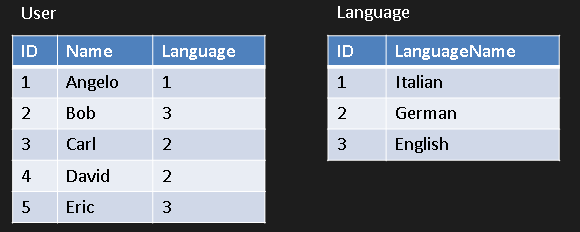 User
ID Name Language
1 Angelo 1
2 Bob 3
3 Carl 2
4 David 2
5 Eric 3
Language
ID LanguageName
1 Italian
2 German
3 English